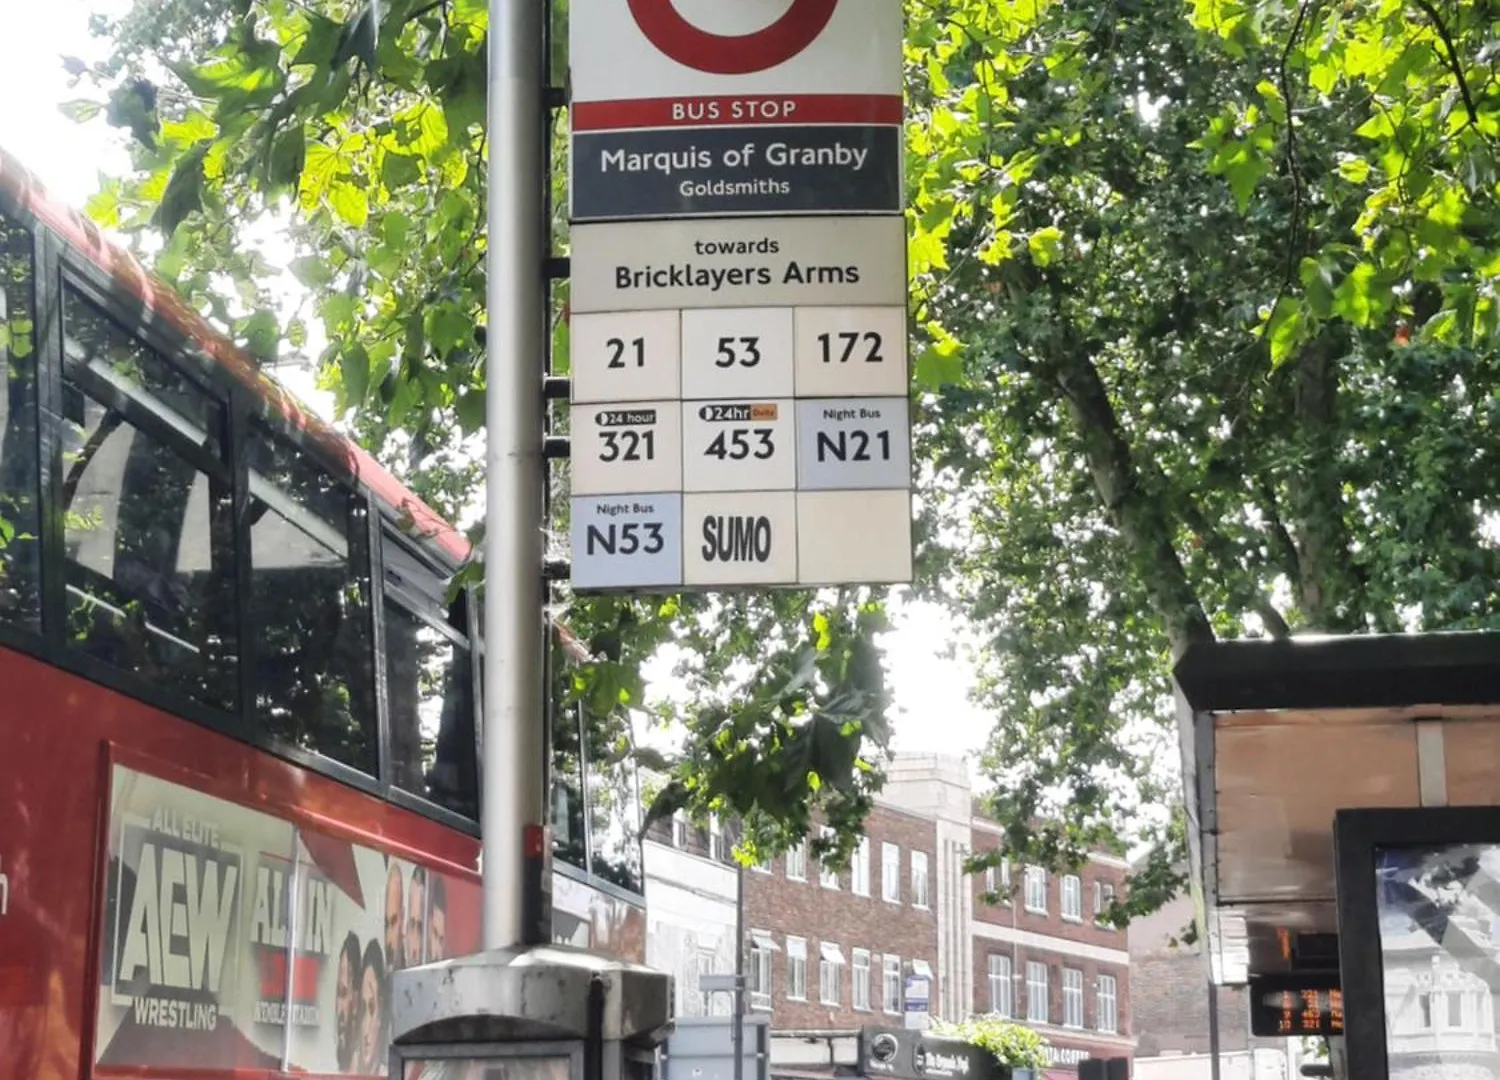 BUS STOP
Marquis of Granby
Goldsmiths
towards
Bricklayers Arms
21 53 172
24 hour
321
24hr Daily
453
Night Bus
N21
Night Bus
N53
SUMO
ALL ELITE
AEW
WRESTLING
ALL IN